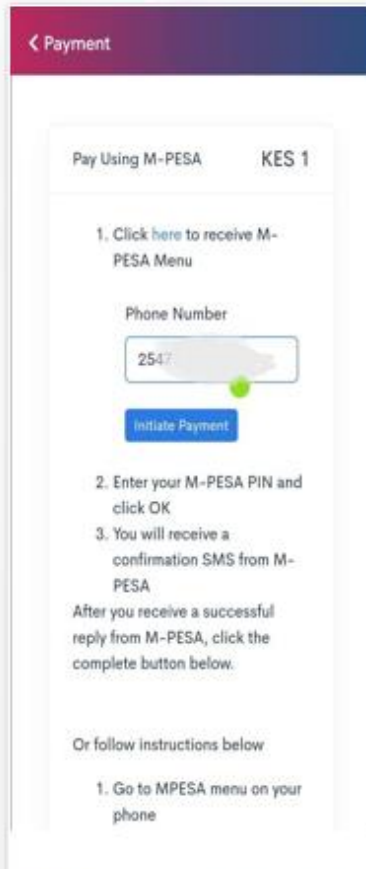 < Payment
Pay Using M-PESA KES 1
1. Click here to receive M-
PESA Menu
Phone Number
2547
Initiate Payment
2. Enter your M-PESA PIN and
click OK
3. You will receive a
confirmation SMS from M-
PESA
After you receive a successful
reply from M-PESA, click the
complete button below.
Or follow instructions below
1. Go to MPESA menu on your
phone